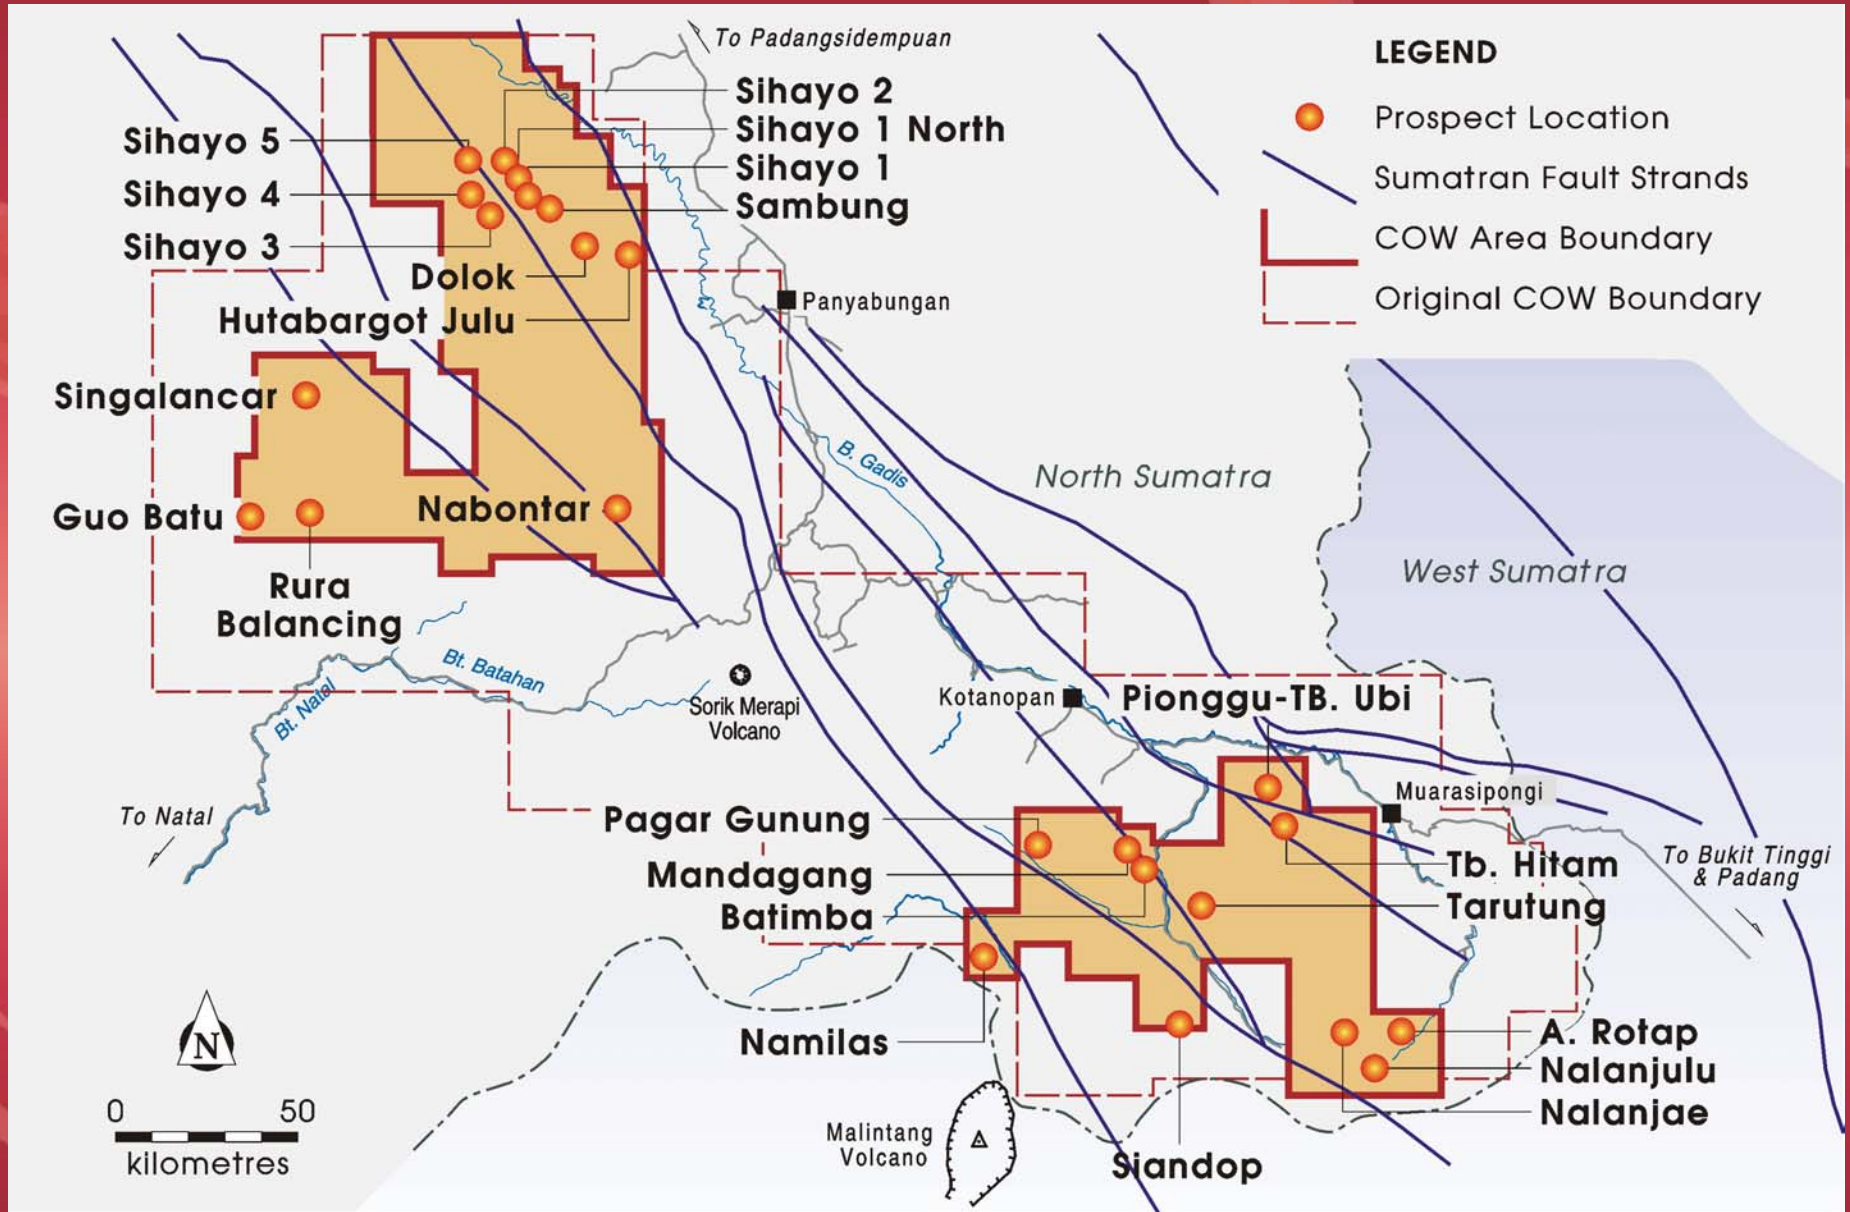 To Padangsidempuan
LEGEND
Prospect Location
Sumatran Fault Strands
COW Area Boundary
Original COW Boundary
Sihayo 2
Sihayo 1 North
Sihayo 1
Sambung
Sihayo 5
Sihayo 4
Sihayo 3
Dolok
Hutabargot Julu
Panyabungan
Singalancar
Guo Batu
Nabontar
Rura
Balancing
B. Gadis
North Sumatra
West Sumatra
Bt. Batahan
Bt. Natal
Sorik Merapi
Volcano
Kotanopan
Pionggu-TB. Ubi
Muarasipongi
To Natal
Pagar Gunung
Mandagang
Batimba
Tb. Hitam
Tarutung
To Bukit Tinggi
& Padang
Namilas
A. Rotap
Nalanjulu
Nalanjae
Siandop
Malintang
Volcano
N
0 50
kilometres